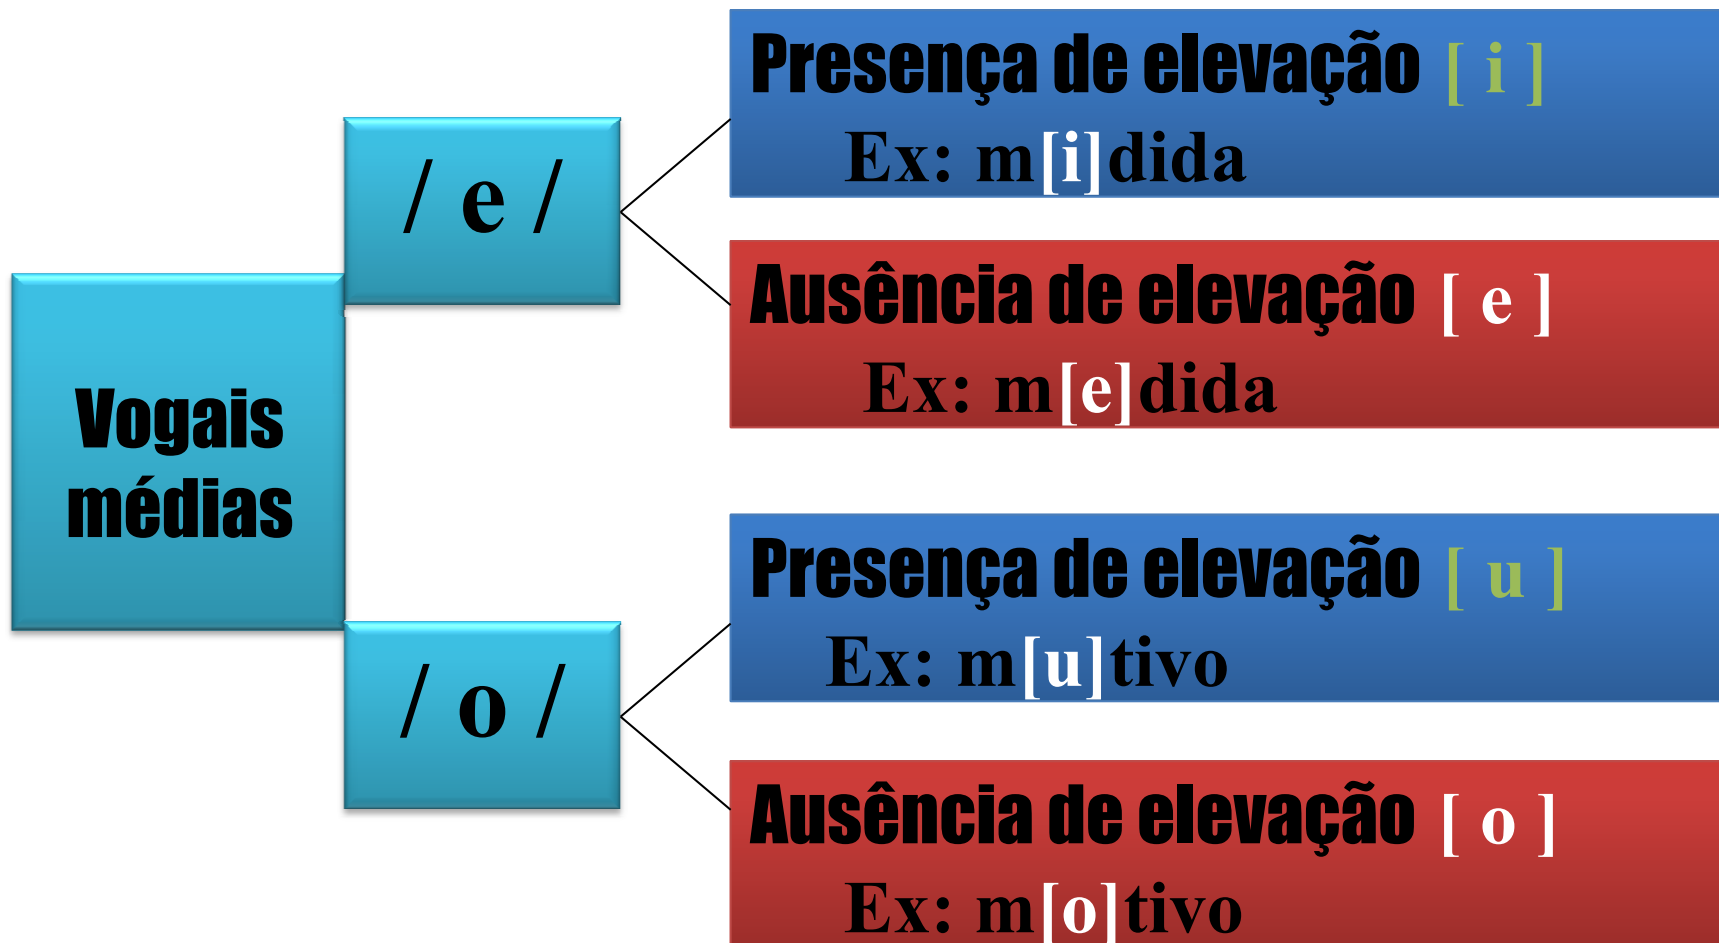 Vogais
médias
/ e /
Presença de elevação [ i ]
Ex: m[i]dida
Ausência de elevação [ e ]
Ex: m[e]dida
/ o /
Presença de elevação [ u ]
Ex: m[u]tivo
Ausência de elevação [ o ]
Ex: m[o]tivo